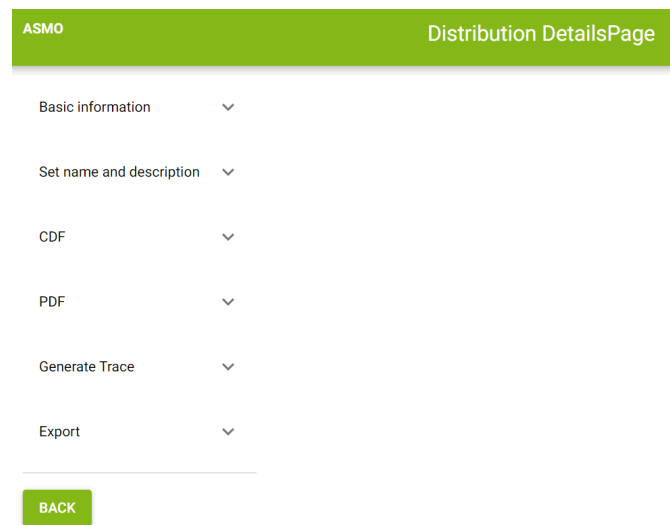 ASMO
Distribution DetailsPage
Basic information
Set name and description
CDF
PDF
Generate Trace
Export
BACK